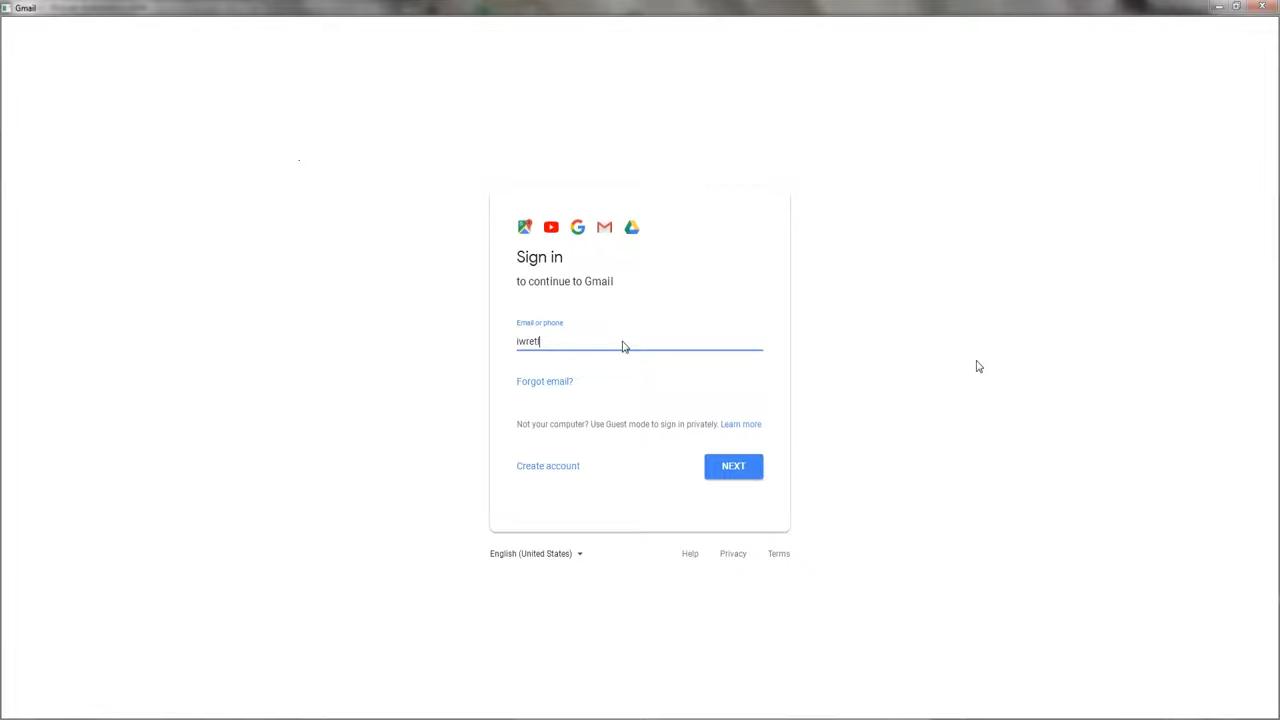 Gmail
Sign in
to continue to Gmail
Email or phone
Forgot email?
Not your computer? Use Guest mode to sign in privately. Learn more
Create account
NEXT
English (United States)
Help Privacy Terms